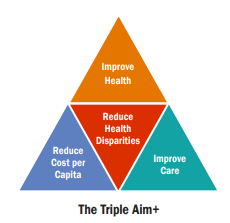 Improve
Health
Reduce
Health
Disparities
Reduce
Cost per
Capita
Improve
Care
The Triple Aim+